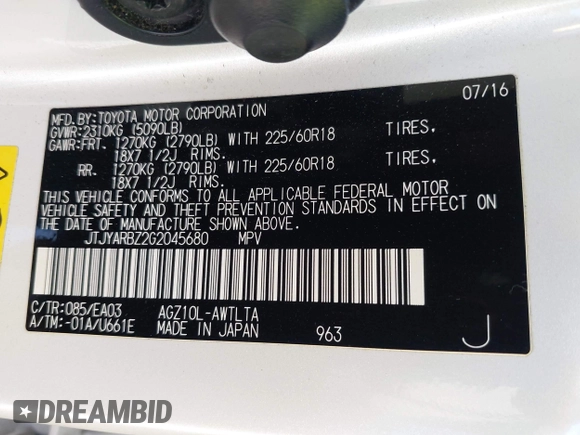 MFD.BY:TOYOTA MOTOR CORPORATION 07/16
GVWR:2310KG (5090LB)
GAWR:FRT. 1270KG (2790LB) WITH 225/60R18 TIRES.
18X7 1/2J RIMS.
RR. 1270KG (2790LB) WITH 225/60R18 TIRES.
18X7 1/2J RIMS.
THIS VEHICLE CONFORMS TO ALL APPLICABLE FEDERAL MOTOR
VEHICLE SAFETY AND THEFT PREVENTION STANDARDS IN EFFECT ON
THE DATE OF MANUFACTURE SHOWN ABOVE.
JTJYARBZ2G2045680 MPV
C/TR:085/EA03 AGZ10L-AWTLTA
A/TM:-01A/U661E MADE IN JAPAN 963 J
DREAMBID